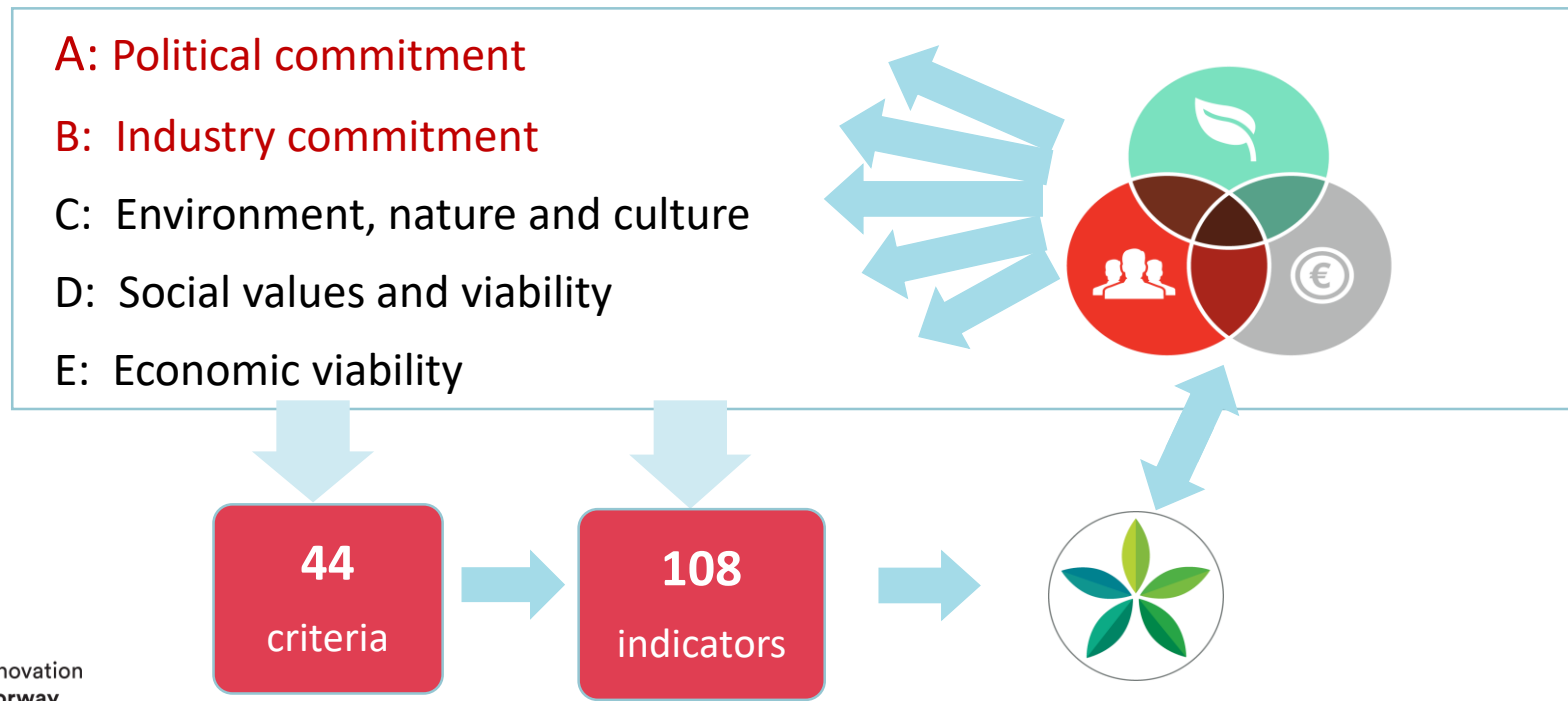 A: Political commitment
B: Industry commitment
C: Environment, nature and culture
D: Social values and viability
E: Economic viability
€
44
criteria
108
indicators
novation
orway